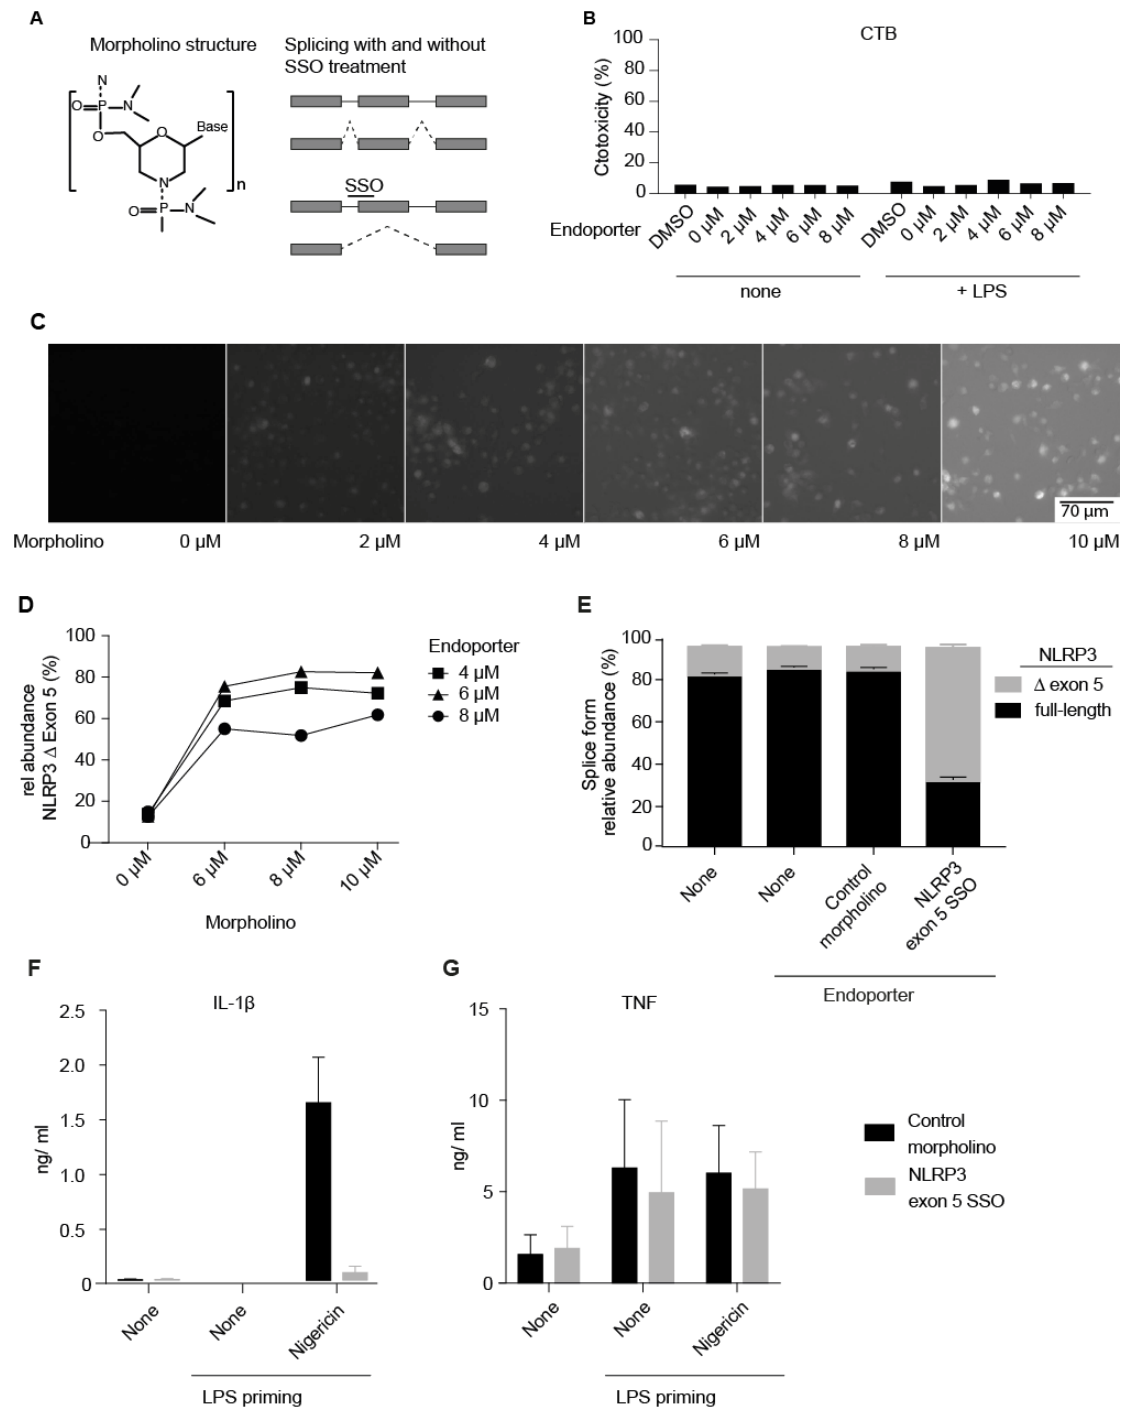 A
Morpholino structure
N
O=P–N
O
O
Base
N
n
O=P–N
Splicing with and without
SSO treatment
SSO
B
CTB
Ctotoxicity (%)
100
80
60
40
20
0
Endoporter
DMSO
0 µM
2 µM
4 µM
6 µM
8 µM
DMSO
0 µM
2 µM
4 µM
6 µM
8 µM
none
+ LPS
C
70 µm
Morpholino
0 µM
2 µM
4 µM
6 µM
8 µM
10 µM
D
rel abundance
NLRP3 Δ Exon 5 (%)
100
80
60
40
20
0
0 µM
6 µM
8 µM
10 µM
Morpholino
Endoporter
4 µM
6 µM
8 µM
E
Splice form
relative abundance (%)
100
80
60
40
20
0
None
None
Control
morpholino
NLRP3
exon 5 SSO
Endoporter
NLRP3
Δ exon 5
full-length
F
IL-1β
ng/ ml
2.5
2.0
1.5
1.0
0.5
0
None
None
Nigericin
LPS priming
G
TNF
ng/ ml
15
10
5
0
None
None
Nigericin
LPS priming
Control
morpholino
NLRP3
exon 5 SSO